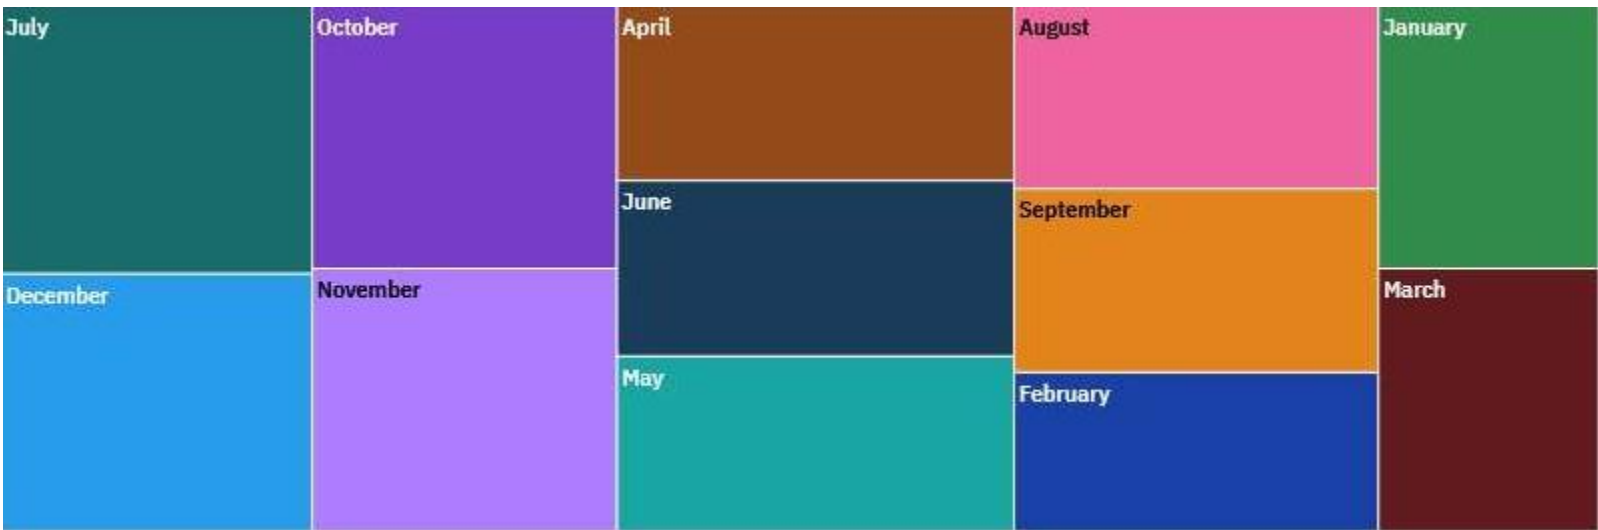 July
October
April
August
January
June
September
December
November
March
May
February